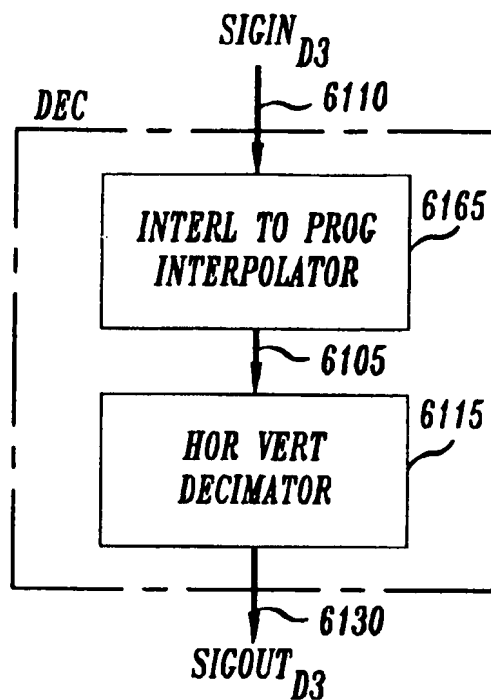 SIGIN D3
6110
DEC
INTERL TO PROG
INTERPOLATOR
6165
6105
HOR VERT
DECIMATOR
6115
6130
SIGOUT D3